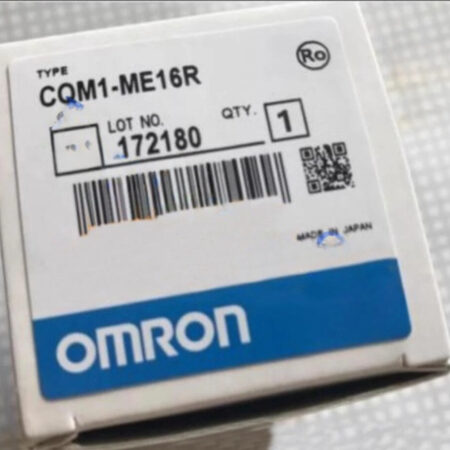 TYPE
CQM1-ME16R
Ro
LOT NO. QTY. 1
172180
MADE IN JAPAN
OMRON